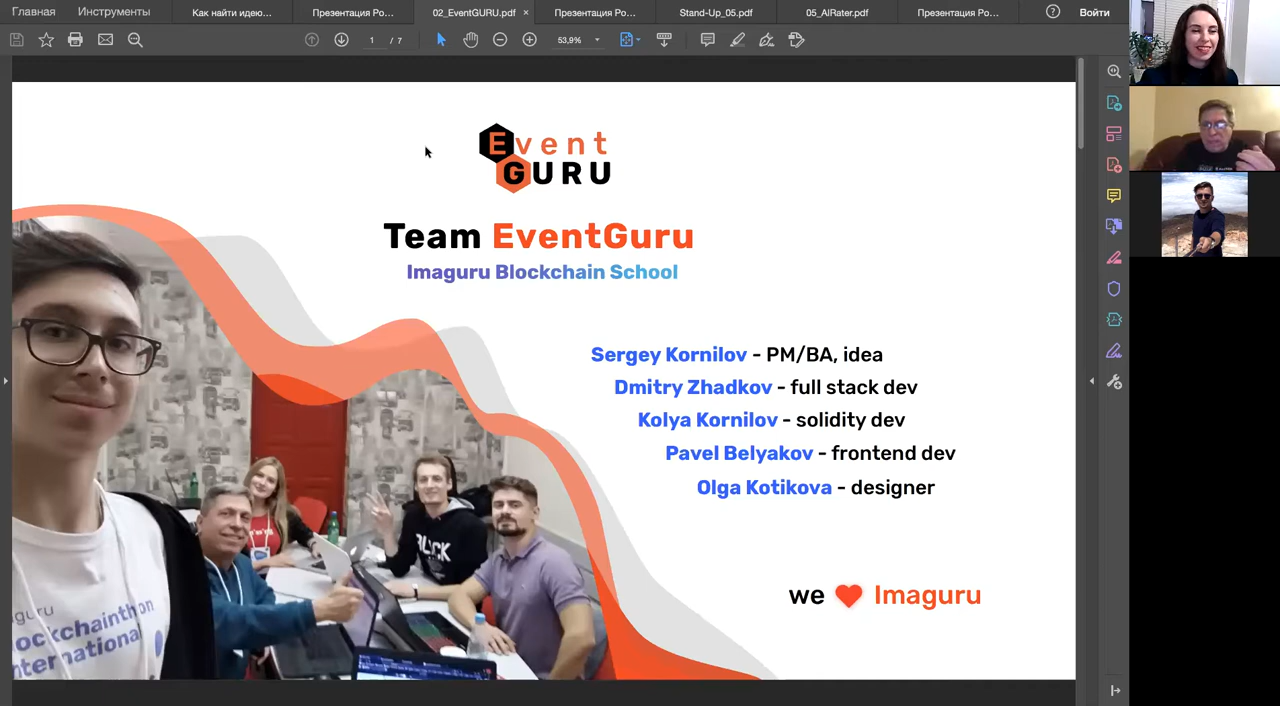 Главная
Инструменты
Как найти идею...
Презентация Ро...
02_EventGURU.pdf ×
Презентация Ро...
Stand-Up_05.pdf
05_AIRater.pdf
Презентация Ро...
Войти
1 / 7
53,9%
Event
GURU
Team EventGuru
Imaguru Blockchain School
Sergey Kornilov - PM/BA, idea
Dmitry Zhadkov - full stack dev
Kolya Kornilov - solidity dev
Pavel Belyakov - frontend dev
Olga Kotikova - designer
we ❤ Imaguru
guru
lockchainthon
nternational